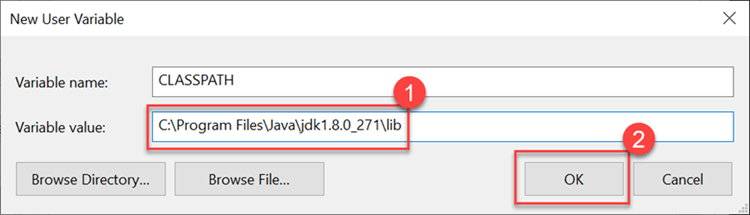 New User Variable
Variable name: CLASSPATH
1
Variable value: C:\Program Files\Java\jdk1.8.0_271\lib
2
Browse Directory... Browse File... OK Cancel